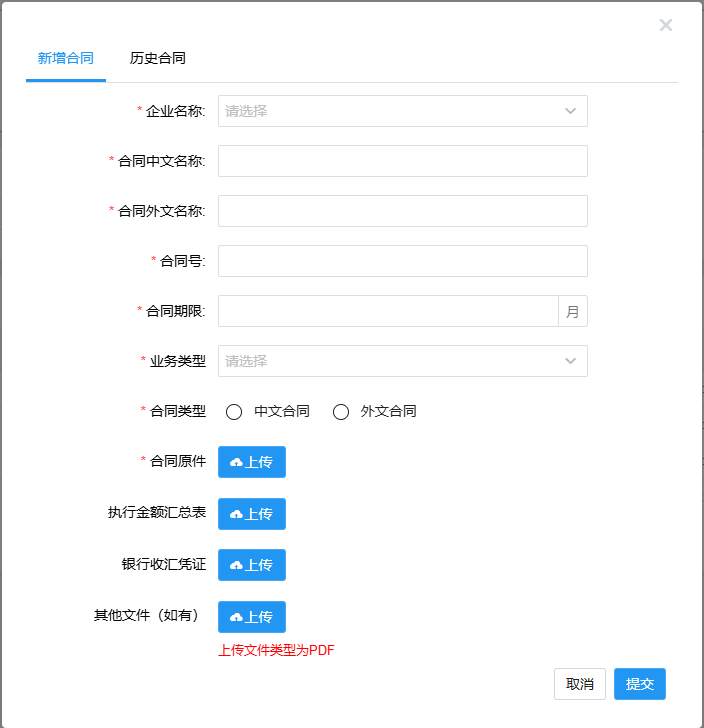 新增合同 历史合同
* 企业名称: 请选择
* 合同中文名称:
* 合同外文名称:
* 合同号:
* 合同期限: 月
* 业务类型 请选择
* 合同类型 中文合同 外文合同
* 合同原件 上传
执行金额汇总表 上传
银行收汇凭证 上传
其他文件（如有） 上传
上传文件类型为PDF
取消 提交